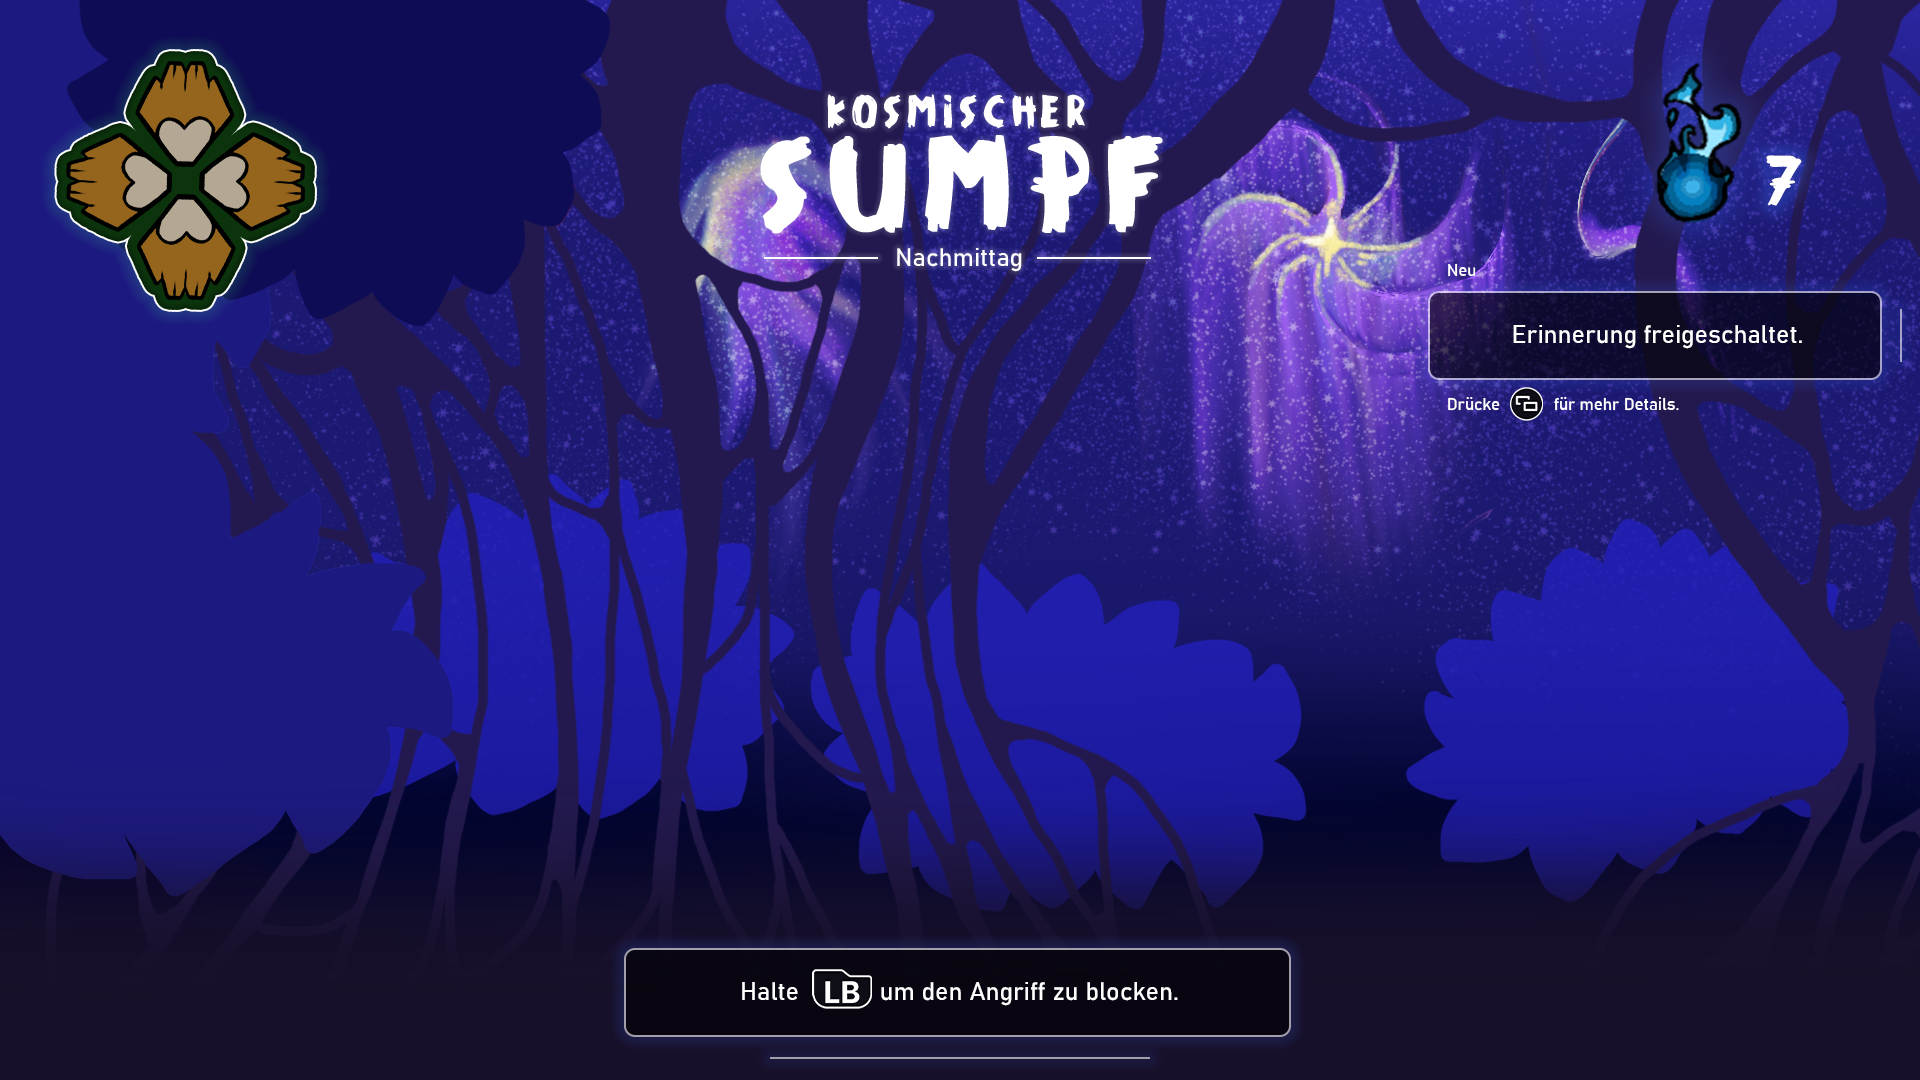 KOSMiSCHER
SUMPF
Nachmittag
7
Neu
Erinnerung freigeschaltet.
Drücke für mehr Details.
Halte LB um den Angriff zu blocken.